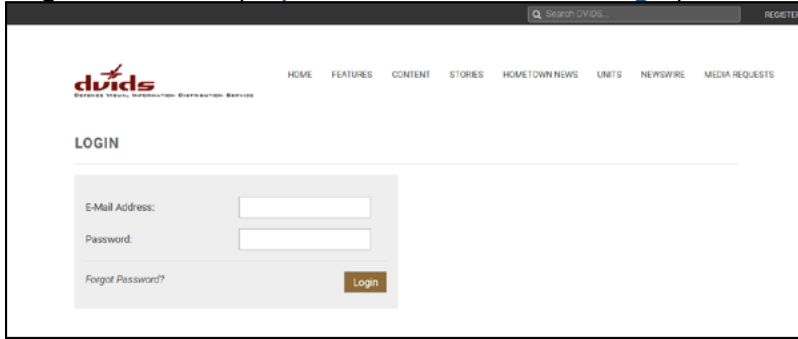 Search DVIDS...
REGISTER
dvids
DEFENSE VISUAL INFORMATION DISTRIBUTION SERVICE
HOME FEATURES CONTENT STORIES HOMETOWN NEWS UNITS NEWSWIRE MEDIA REQUESTS
LOGIN
E-Mail Address:
Password:
Forgot Password?
Login